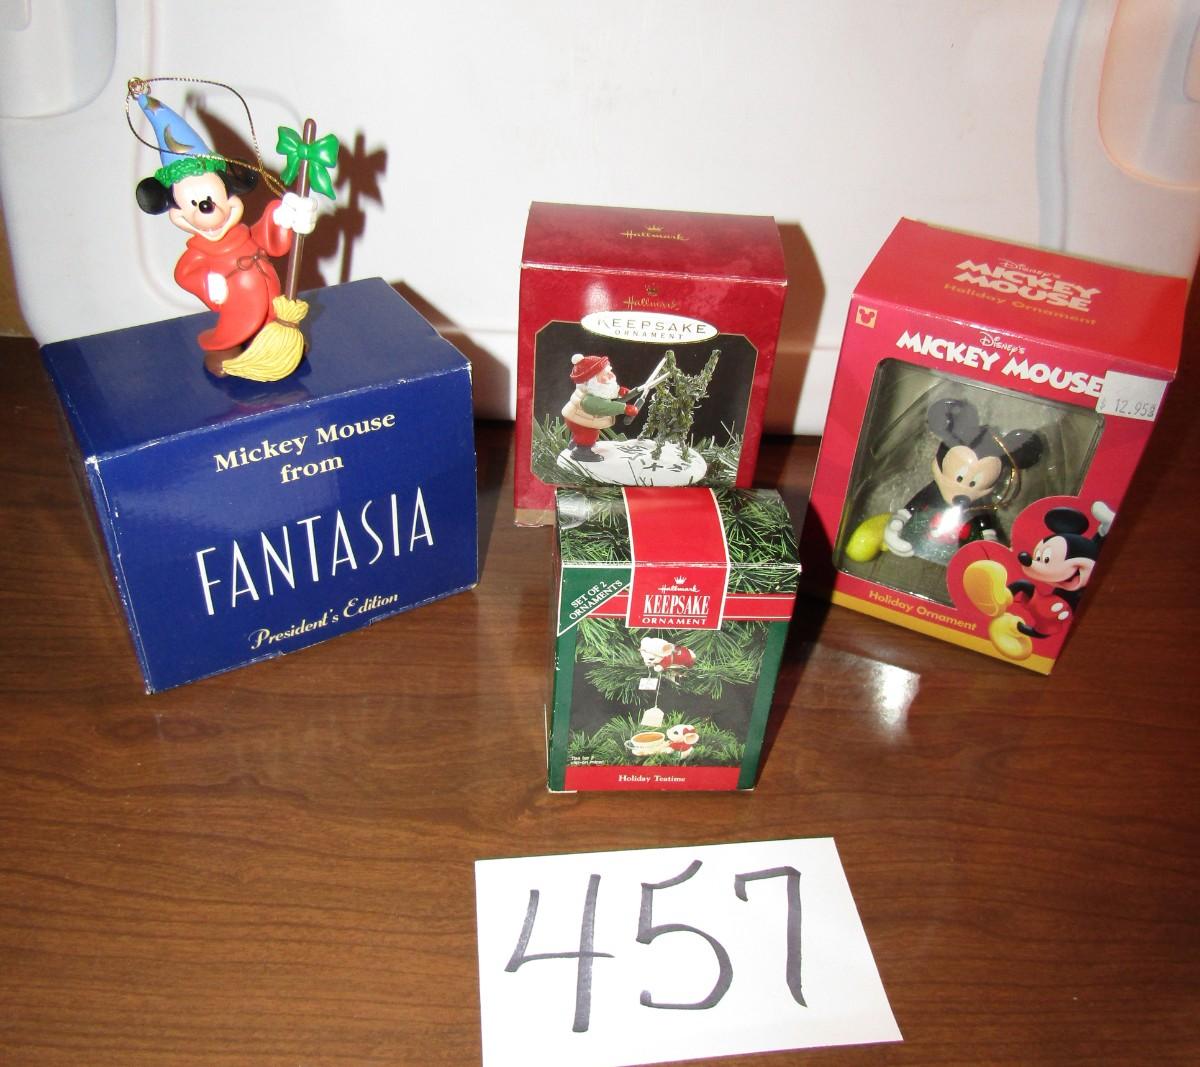 Mickey Mouse
from
FANTASIA
President's Edition
Hallmark
Hallmark
KEEPSAKE
ORNAMENT
SET OF 2
ORNAMENTS
Hallmark
KEEPSAKE
ORNAMENT
Holiday Teatime
Disney's
MICKEY
MOUSE
Holiday Ornament
Disney's
MICKEY MOUSE
$ 12.95
Holiday Ornament
457